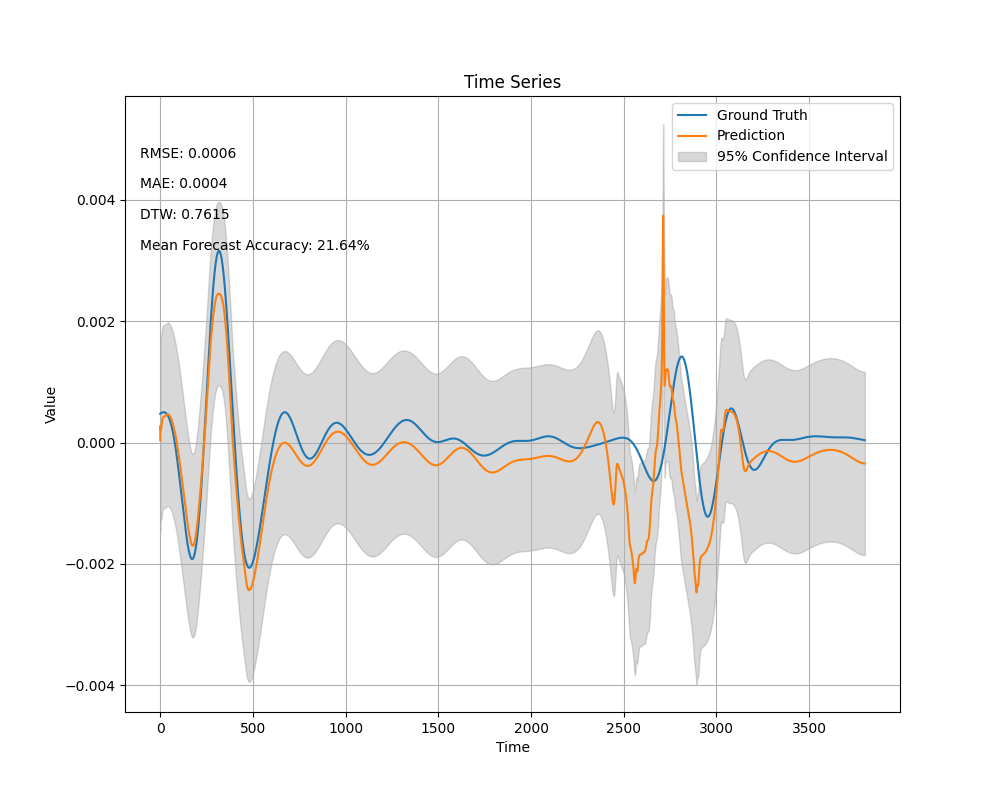 Time Series
Ground Truth
Prediction
95% Confidence Interval
RMSE: 0.0006
MAE: 0.0004
DTW: 0.7615
Mean Forecast Accuracy: 21.64%
0.004
0.002
0.000
−0.002
−0.004
Value
0 500 1000 1500 2000 2500 3000 3500
Time